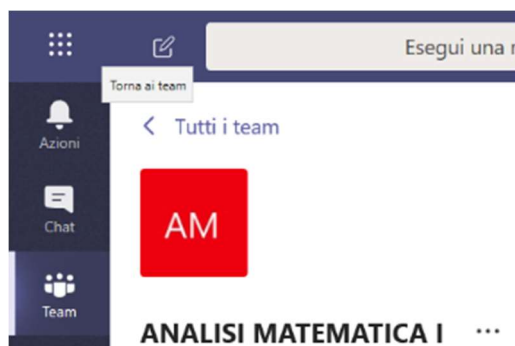 Esegui una
Torna ai team
Azioni
Tutti i team
Chat
AM
Team
ANALISI MATEMATICA I ...